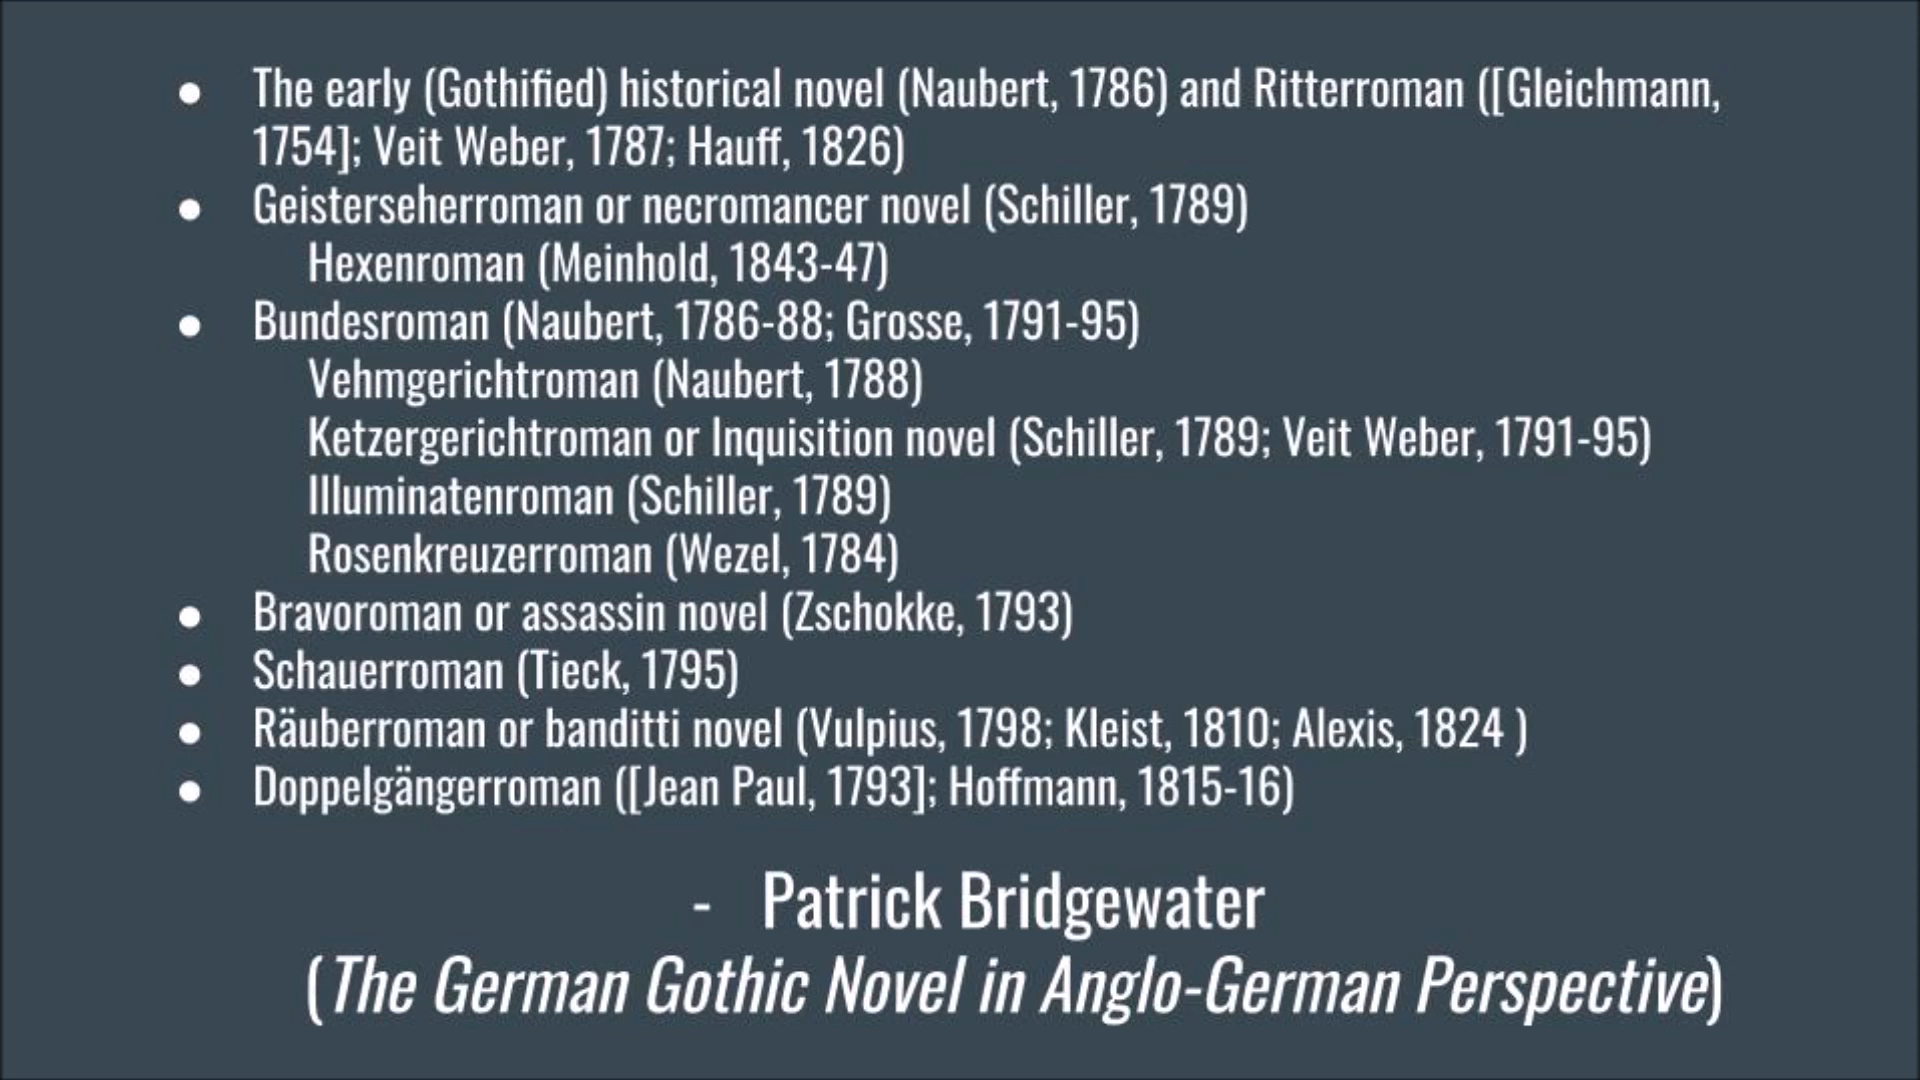 ● The early (Gothified) historical novel (Naubert, 1786) and Ritterroman ([Gleichmann,
1754]; Veit Weber, 1787; Hauff, 1826)
● Geisterseherroman or necromancer novel (Schiller, 1789)
Hexenroman (Meinhold, 1843-47)
● Bundesroman (Naubert, 1786-88; Grosse, 1791-95)
Vehmgerichtroman (Naubert, 1788)
Ketzergerichtroman or Inquisition novel (Schiller, 1789; Veit Weber, 1791-95)
Illuminatenroman (Schiller, 1789)
Rosenkreuzerroman (Wezel, 1784)
● Bravoroman or assassin novel (Zschokke, 1793)
● Schauerroman (Tieck, 1795)
● Räuberroman or banditti novel (Vulpius, 1798; Kleist, 1810; Alexis, 1824 )
● Doppelgängerroman ([Jean Paul, 1793]; Hoffmann, 1815-16)
- Patrick Bridgewater
(The German Gothic Novel in Anglo-German Perspective)